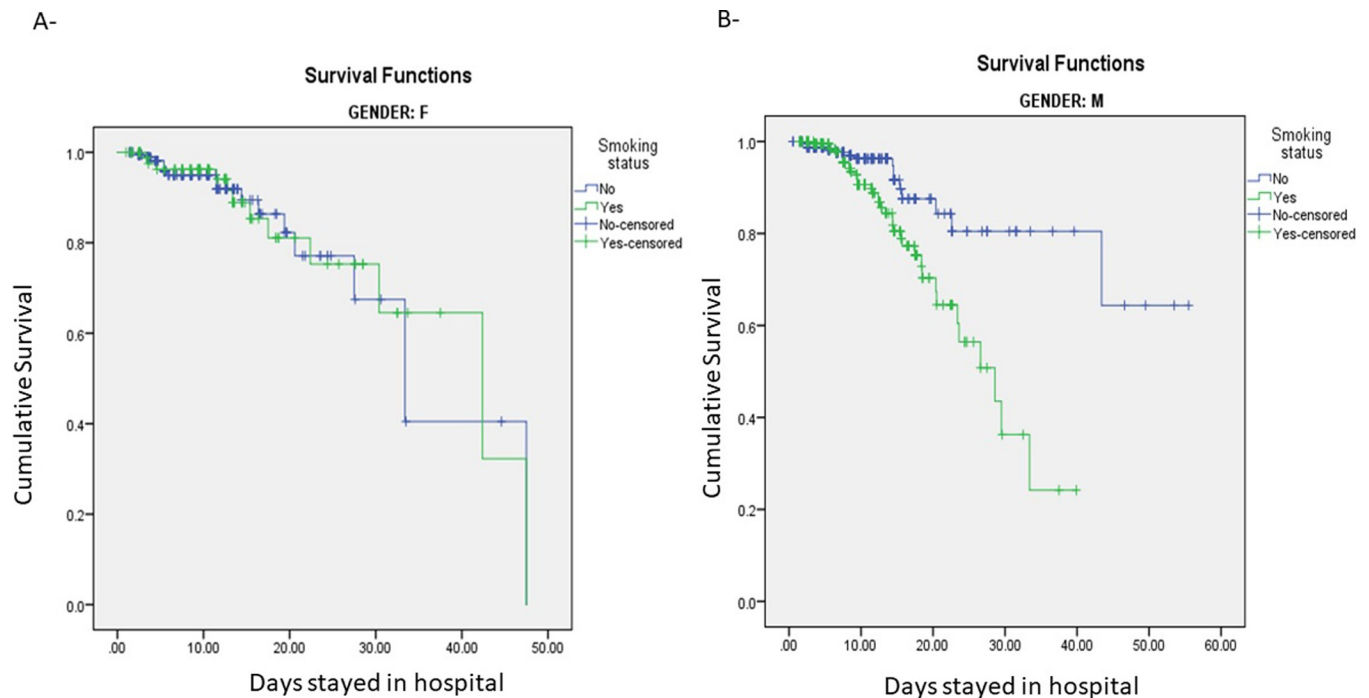 A-
Survival Functions
GENDER: F
Smoking
status
No
Yes
No-censored
Yes-censored
Cumulative Survival
1.0
0.8
0.6
0.4
0.2
0.0
.00 10.00 20.00 30.00 40.00 50.00
Days stayed in hospital
B-
Survival Functions
GENDER: M
Smoking
status
No
Yes
No-censored
Yes-censored
Cumulative Survival
1.0
0.8
0.6
0.4
0.2
0.0
.00 10.00 20.00 30.00 40.00 50.00 60.00
Days stayed in hospital